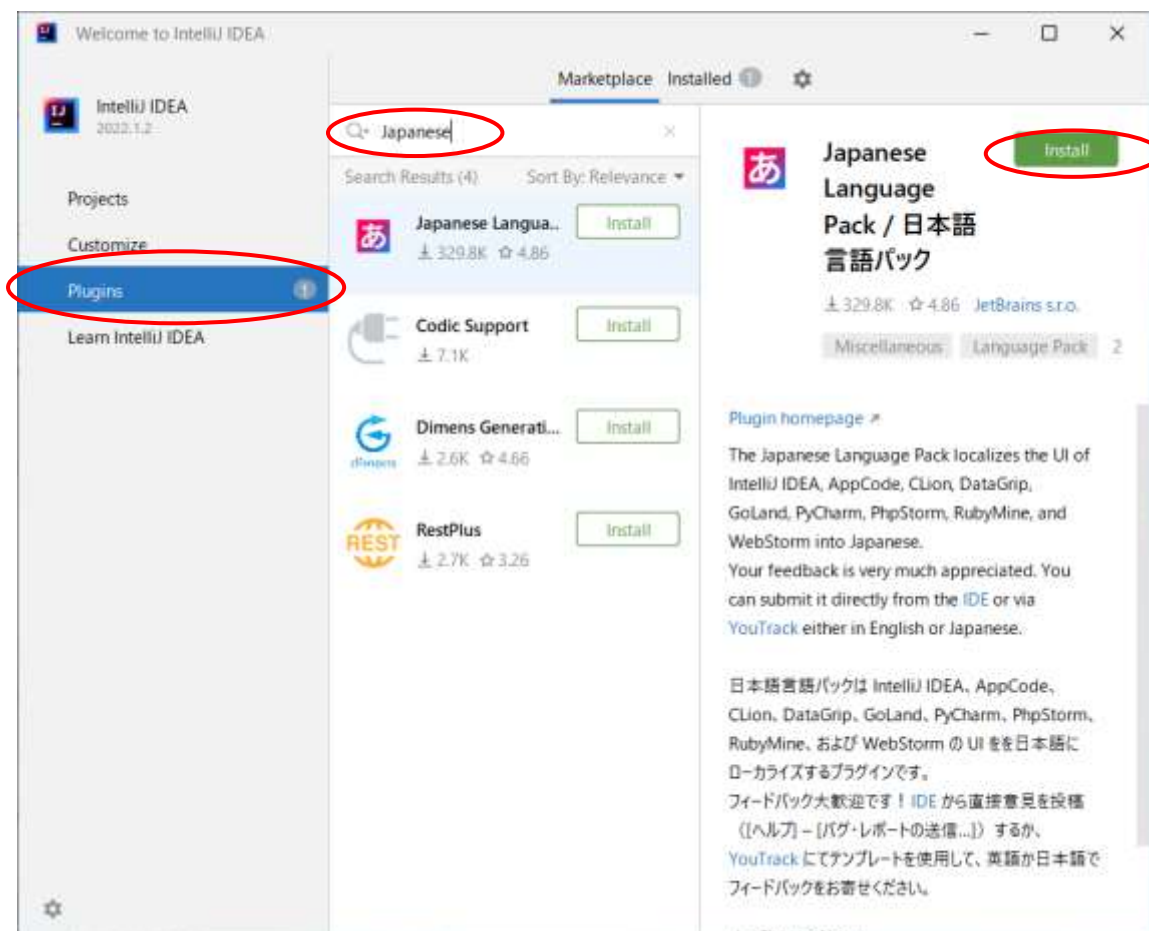 Welcome to IntelliJ IDEA
IntelliJ IDEA
2022.1.2
Projects
Customize
Plugins 1
Learn IntelliJ IDEA
Marketplace Installed 1
Japanese
Search Results (4) Sort By: Relevance
あ
Japanese Langua..
Install
329.8K 4.86
Codic Support
Install
7.1K
Dimens Generati...
Install
dimens
2.6K 4.66
REST
RestPlus
Install
2.7K 3.26
あ
Japanese
Language
Pack / 日本語
言語パック
Install
329.8K 4.86 JetBrains s.r.o.
Miscellaneous Language Pack 2
Plugin homepage
The Japanese Language Pack localizes the UI of
IntelliJ IDEA, AppCode, CLion, DataGrip,
GoLand, PyCharm, PhpStorm, RubyMine, and
WebStorm into Japanese.
Your feedback is very much appreciated. You
can submit it directly from the IDE or via
YouTrack either in English or Japanese.
日本語言語パックは IntelliJ IDEA、AppCode、
CLion、DataGrip、GoLand、PyCharm、PhpStorm、
RubyMine、および WebStorm の UI をを日本語に
ローカライズするプラグインです。
フィードバック大歓迎です！IDE から直接意見を投稿
（[ヘルプ] – [バグ・レポートの送信...]）するか、
YouTrack にてテンプレートを使用して、英語か日本語で
フィードバックをお寄せください。